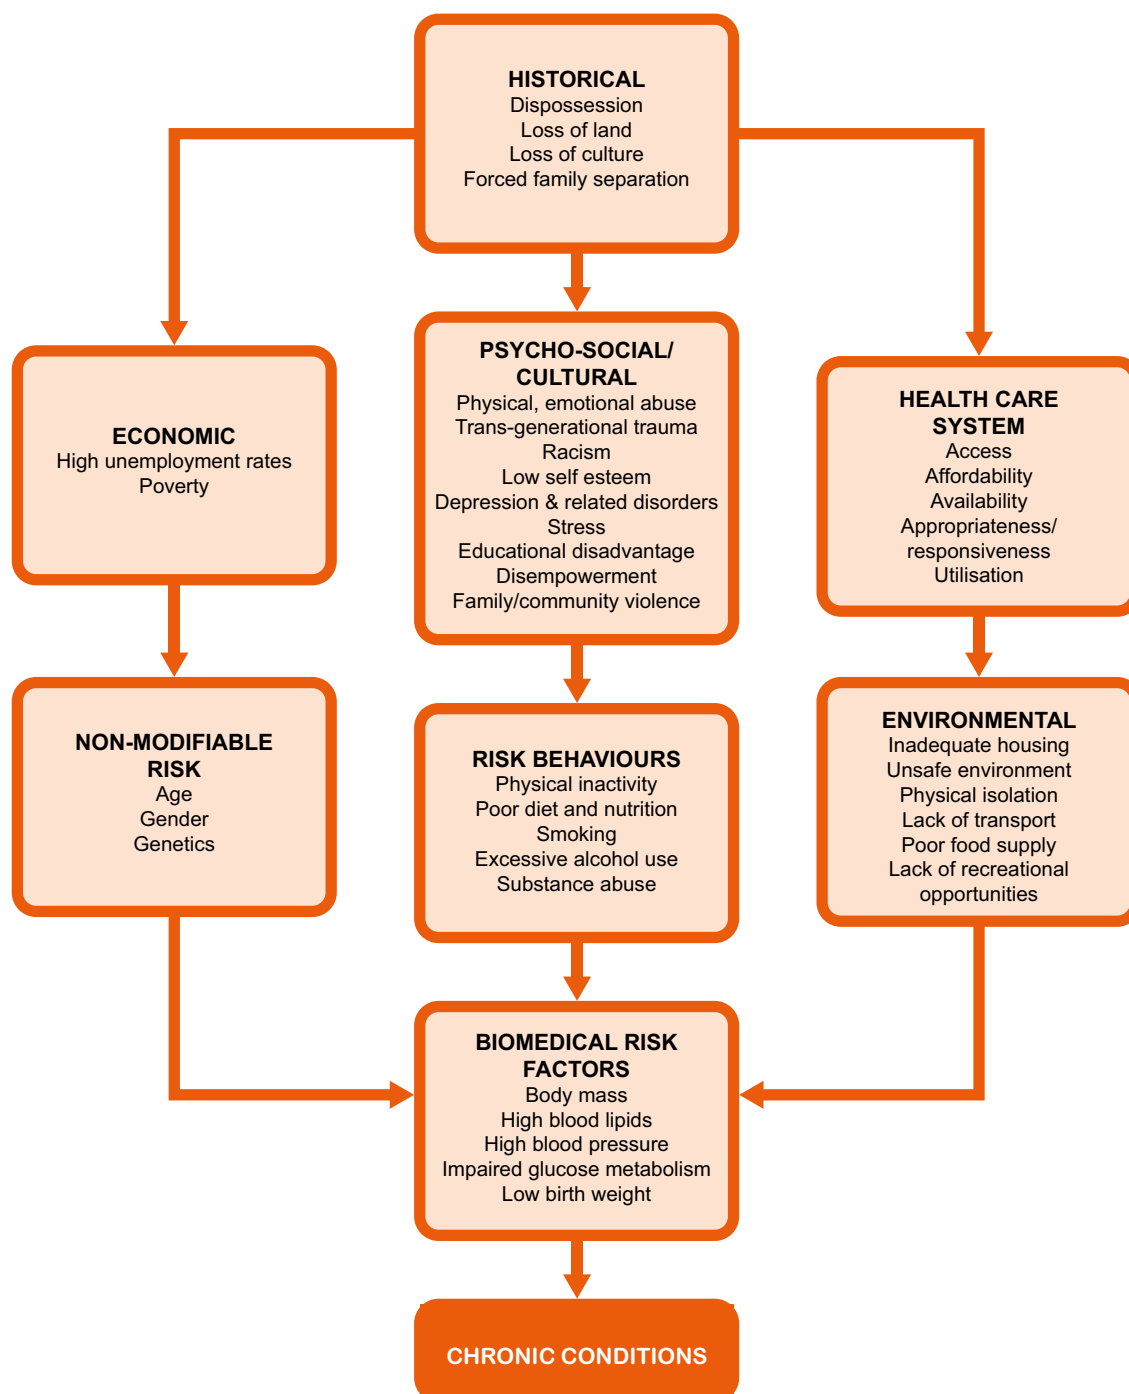 HISTORICAL
Dispossession
Loss of land
Loss of culture
Forced family separation
ECONOMIC
High unemployment rates
Poverty
PSYCHO-SOCIAL/
CULTURAL
Physical, emotional abuse
Trans-generational trauma
Racism
Low self esteem
Depression & related disorders
Stress
Educational disadvantage
Disempowerment
Family/community violence
HEALTH CARE
SYSTEM
Access
Affordability
Availability
Appropriateness/
responsiveness
Utilisation
NON-MODIFIABLE
RISK
Age
Gender
Genetics
RISK BEHAVIOURS
Physical inactivity
Poor diet and nutrition
Smoking
Excessive alcohol use
Substance abuse
ENVIRONMENTAL
Inadequate housing
Unsafe environment
Physical isolation
Lack of transport
Poor food supply
Lack of recreational
opportunities
BIOMEDICAL RISK
FACTORS
Body mass
High blood lipids
High blood pressure
Impaired glucose metabolism
Low birth weight
CHRONIC CONDITIONS